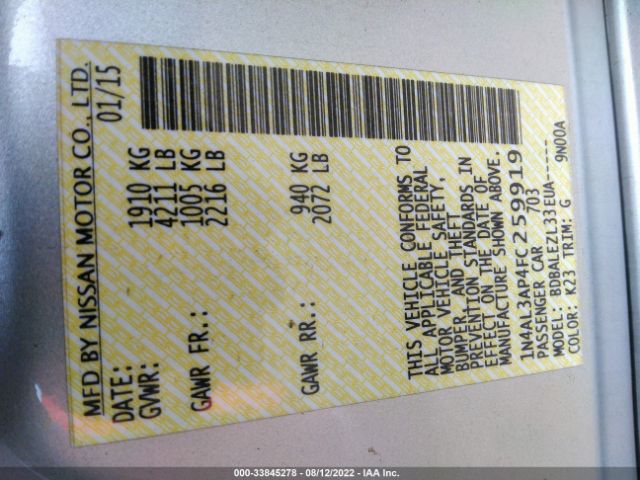 MFD BY NISSAN MOTOR CO., LTD.
DATE: 01/15
GVWR: 1910 KG
4211 LB
GAWR FR.: 1005 KG
2216 LB
GAWR RR.: 940 KG
2072 LB
THIS VEHICLE CONFORMS TO
ALL APPLICABLE FEDERAL
MOTOR VEHICLE SAFETY,
BUMPER, AND THEFT
PREVENTION STANDARDS IN
EFFECT ON THE DATE OF
MANUFACTURE SHOWN ABOVE.
1N4AL3AP4FC259919
PASSENGER CAR 703
MODEL: BDBALEZL33EUA-----
COLOR: K23 TRIM: G 9N00A
000-33845278 - 08/12/2022 - IAA Inc.